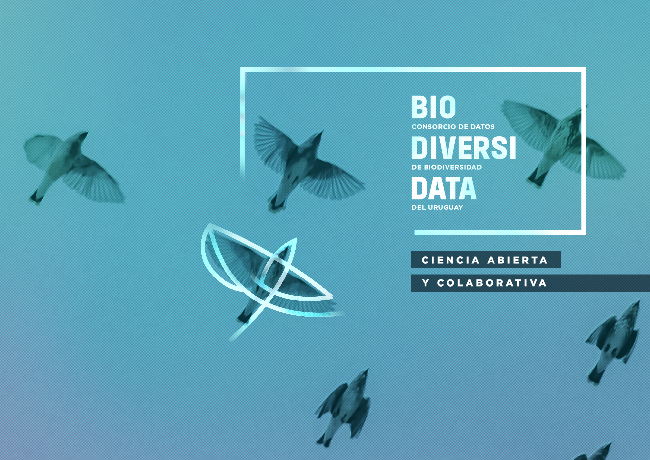 BIO
CONSORCIO DE DATOS
DIVERSI
DE BIODIVERSIDAD
DATA
DEL URUGUAY
CIENCIA ABIERTA
Y COLABORATIVA